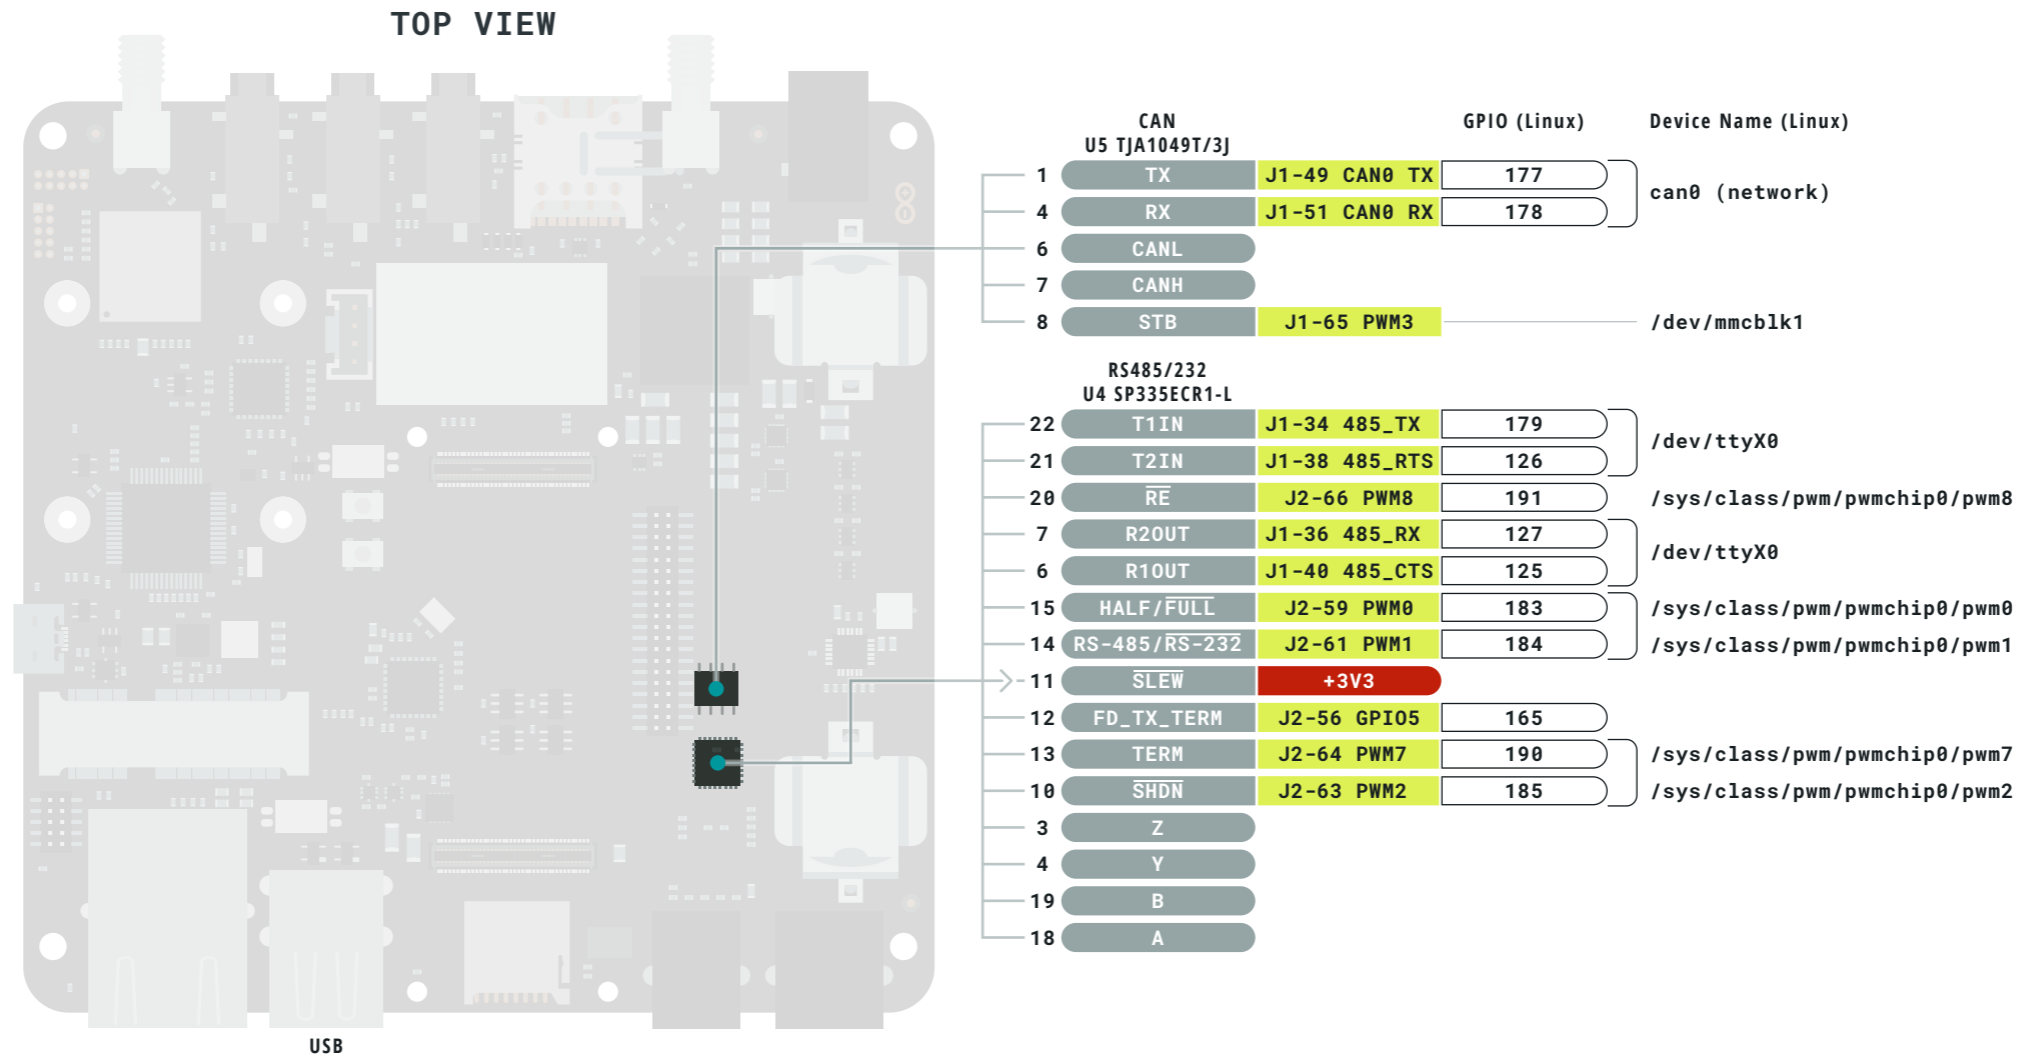 TOP VIEW
CAN
U5 TJA1049T/3J
GPIO (Linux)
Device Name (Linux)
1 TX J1-49 CAN0 TX 177
can0 (network)
4 RX J1-51 CAN0 RX 178
6 CANL
7 CANH
8 STB J1-65 PWM3 /dev/mmcblk1
RS485/232
U4 SP335ECR1-L
22 T1IN J1-34 485_TX 179
/dev/ttyX0
21 T2IN J1-38 485_RTS 126
20 RE J2-66 PWM8 191 /sys/class/pwm/pwmchip0/pwm8
7 R2OUT J1-36 485_RX 127
/dev/ttyX0
6 R1OUT J1-40 485_CTS 125
15 HALF/FULL J2-59 PWM0 183 /sys/class/pwm/pwmchip0/pwm0
14 RS-485/RS-232 J2-61 PWM1 184 /sys/class/pwm/pwmchip0/pwm1
11 SLEW +3V3
12 FD_TX_TERM J2-56 GPIO5 165
13 TERM J2-64 PWM7 190 /sys/class/pwm/pwmchip0/pwm7
10 SHDN J2-63 PWM2 185 /sys/class/pwm/pwmchip0/pwm2
3 Z
4 Y
19 B
18 A
USB